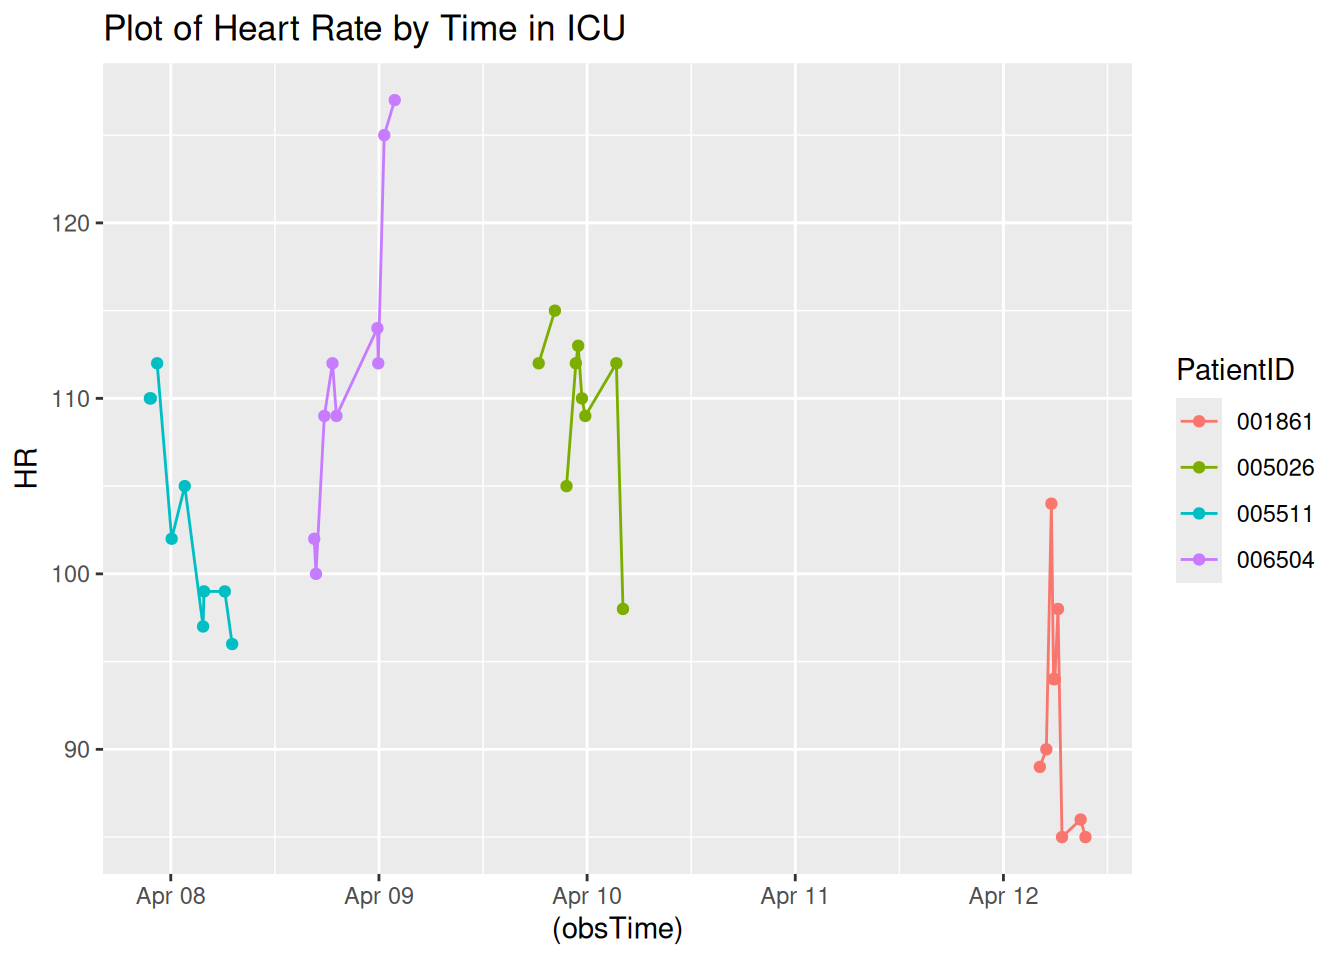 Plot of Heart Rate by Time in ICU
HR
120
110
100
90
Apr 08
Apr 09
Apr 10
Apr 11
Apr 12
(obsTime)
PatientID
001861
005026
005511
006504